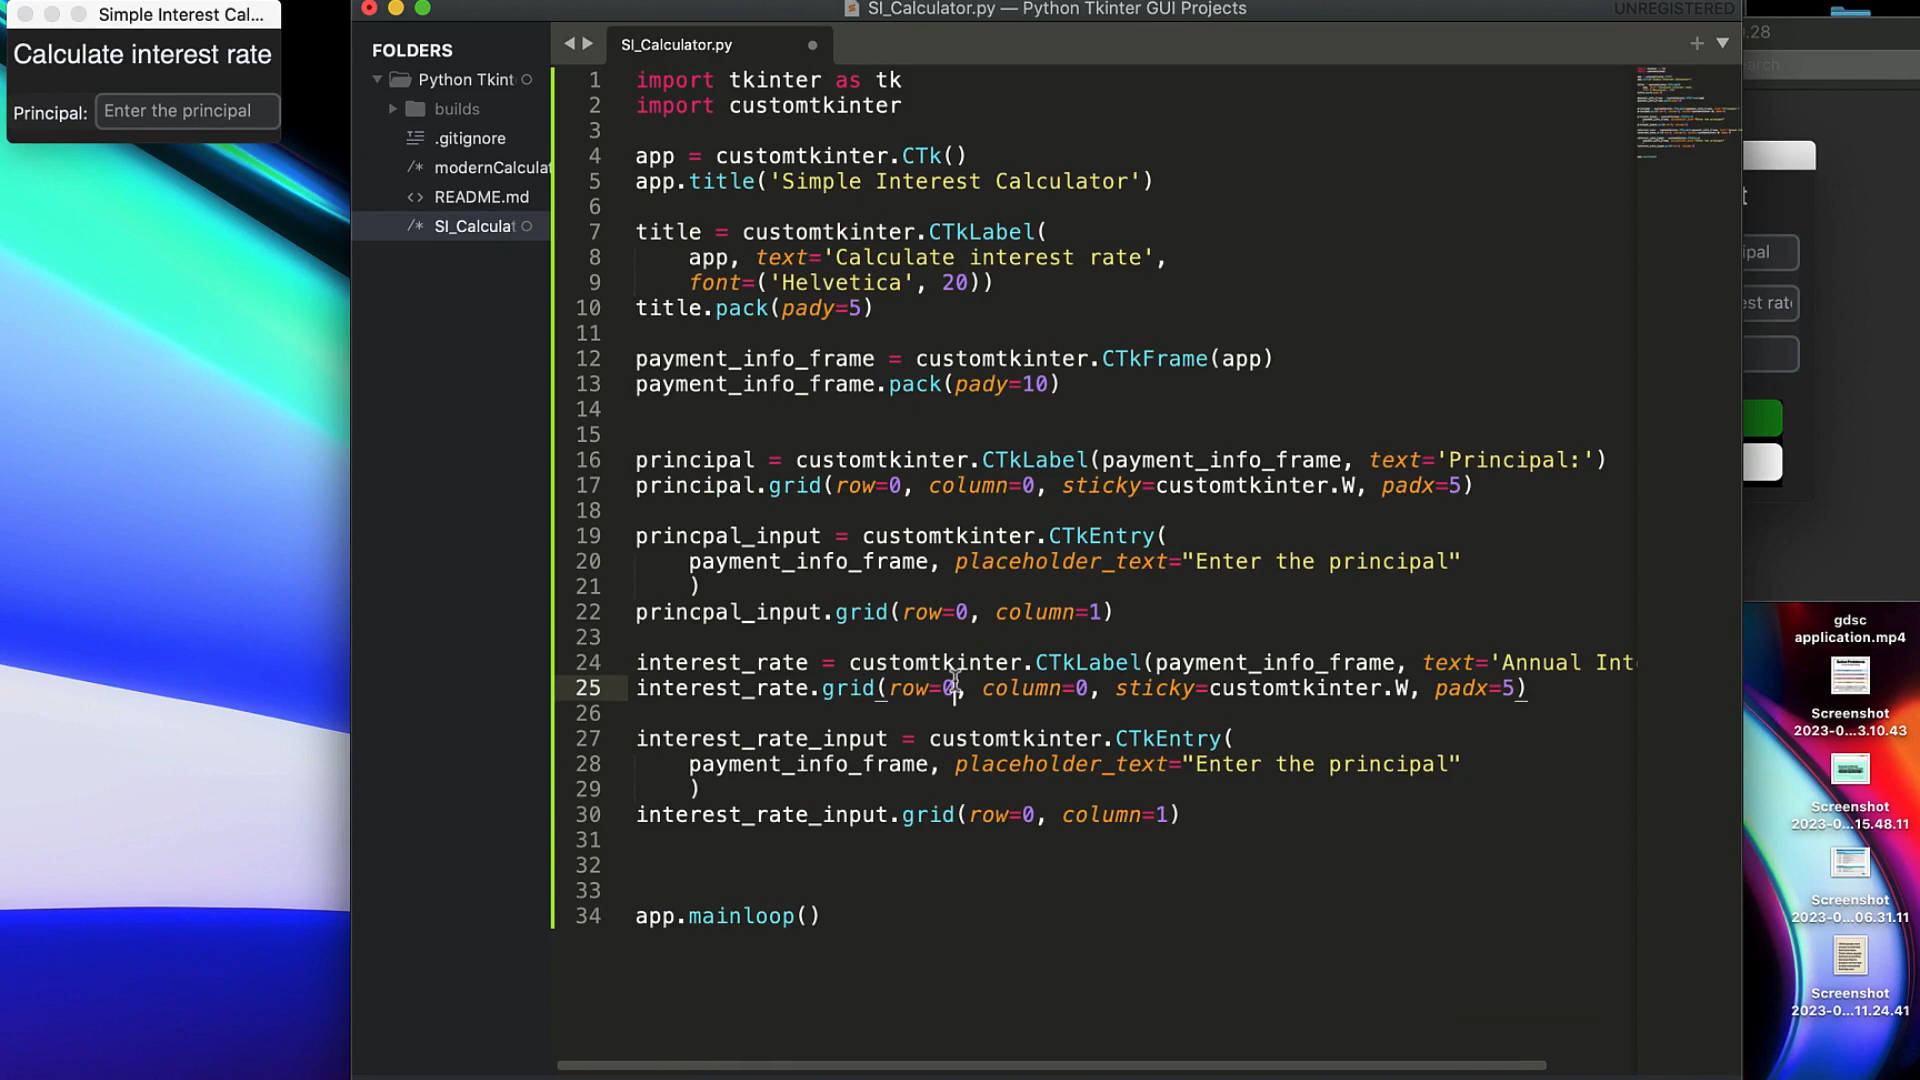 Simple Interest Cal...
Calculate interest rate
Principal:
Enter the principal
SI_Calculator.py — Python Tkinter GUI Projects
UNREGISTERED
FOLDERS
Python Tkint
builds
.gitignore
modernCalculat
README.md
SI_Calculat
SI_Calculator.py
1 import tkinter as tk
2 import customtkinter
3
4 app = customtkinter.CTk()
5 app.title('Simple Interest Calculator')
6
7 title = customtkinter.CTkLabel(
8 app, text='Calculate interest rate',
9 font=('Helvetica', 20))
10 title.pack(pady=5)
11
12 payment_info_frame = customtkinter.CTkFrame(app)
13 payment_info_frame.pack(pady=10)
14
15
16 principal = customtkinter.CTkLabel(payment_info_frame, text='Principal:')
17 principal.grid(row=0, column=0, sticky=customtkinter.W, padx=5)
18
19 princpal_input = customtkinter.CTkEntry(
20 payment_info_frame, placeholder_text="Enter the principal"
21 )
22 princpal_input.grid(row=0, column=1)
23
24 interest_rate = customtkinter.CTkLabel(payment_info_frame, text='Annual Int
25 interest_rate.grid(row=0, column=0, sticky=customtkinter.W, padx=5)
26
27 interest_rate_input = customtkinter.CTkEntry(
28 payment_info_frame, placeholder_text="Enter the principal"
29 )
30 interest_rate_input.grid(row=0, column=1)
31
32
33
34 app.mainloop()
.28
earch
t
ipal
est rate
gdsc
application.mp4
Screenshot
2023-0...3.10.43
Screenshot
2023-0...15.48.11
Screenshot
2023-0...06.31.11
Screenshot
2023-0...11.24.41